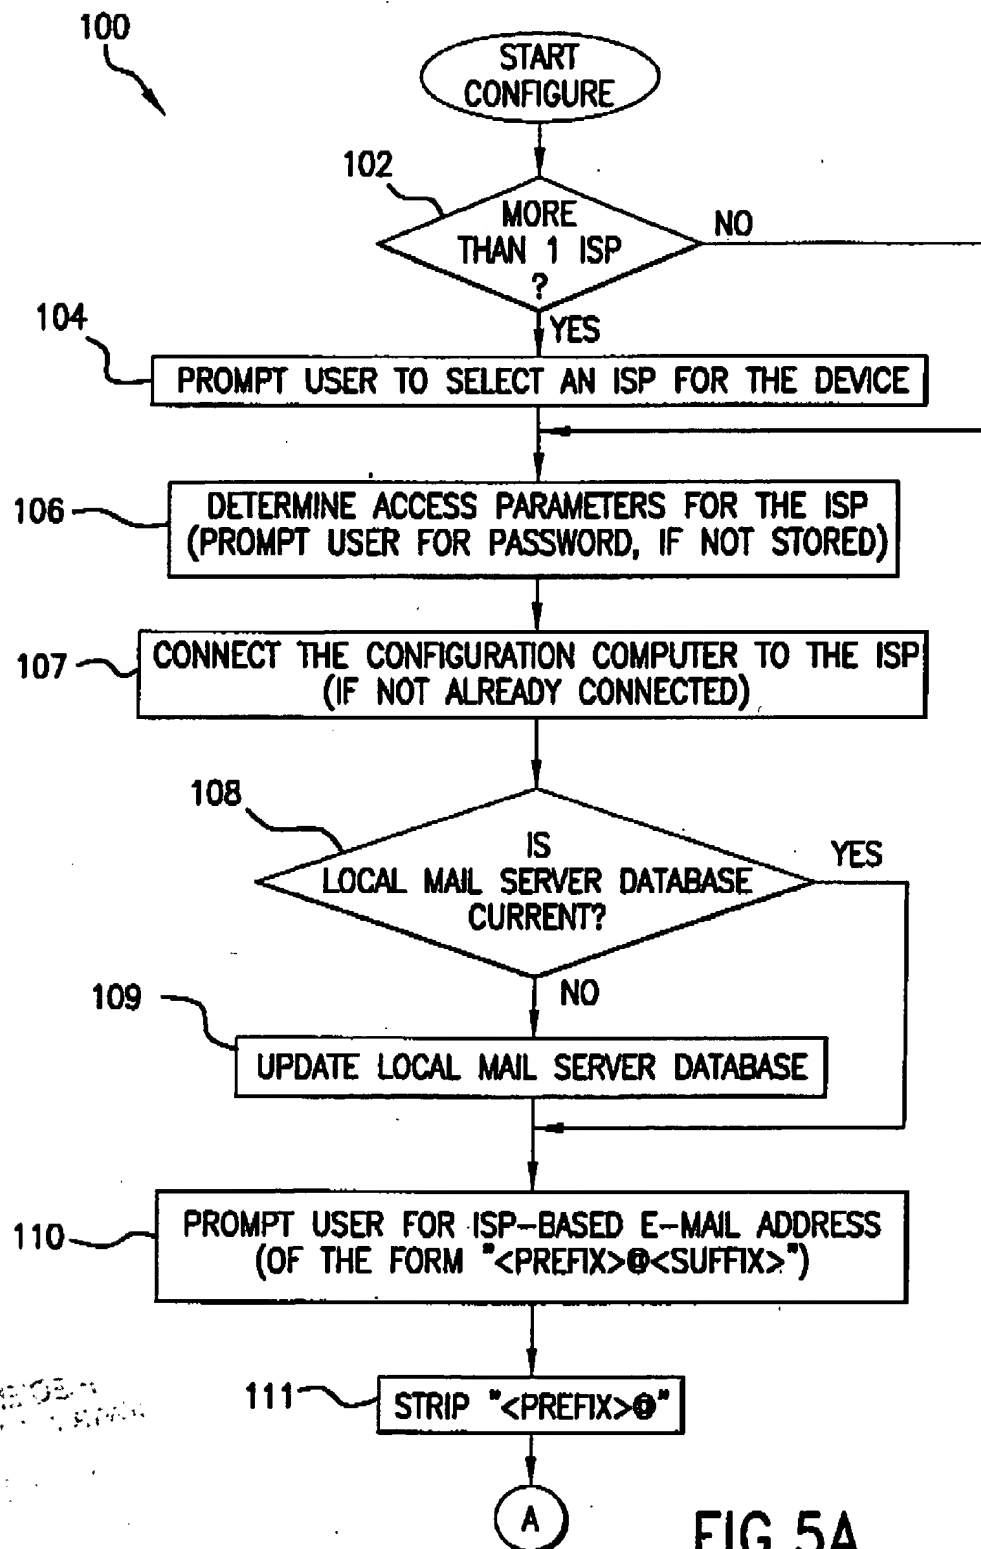 100
START
CONFIGURE
102
MORE
THAN 1 ISP
?
NO
YES
104
PROMPT USER TO SELECT AN ISP FOR THE DEVICE
106
DETERMINE ACCESS PARAMETERS FOR THE ISP
(PROMPT USER FOR PASSWORD, IF NOT STORED)
107
CONNECT THE CONFIGURATION COMPUTER TO THE ISP
(IF NOT ALREADY CONNECTED)
108
IS
LOCAL MAIL SERVER DATABASE
CURRENT?
YES
NO
109
UPDATE LOCAL MAIL SERVER DATABASE
110
PROMPT USER FOR ISP-BASED E-MAIL ADDRESS
(OF THE FORM "<PREFIX>@<SUFFIX>")
111
STRIP "<PREFIX>@"
A
FIG.5A